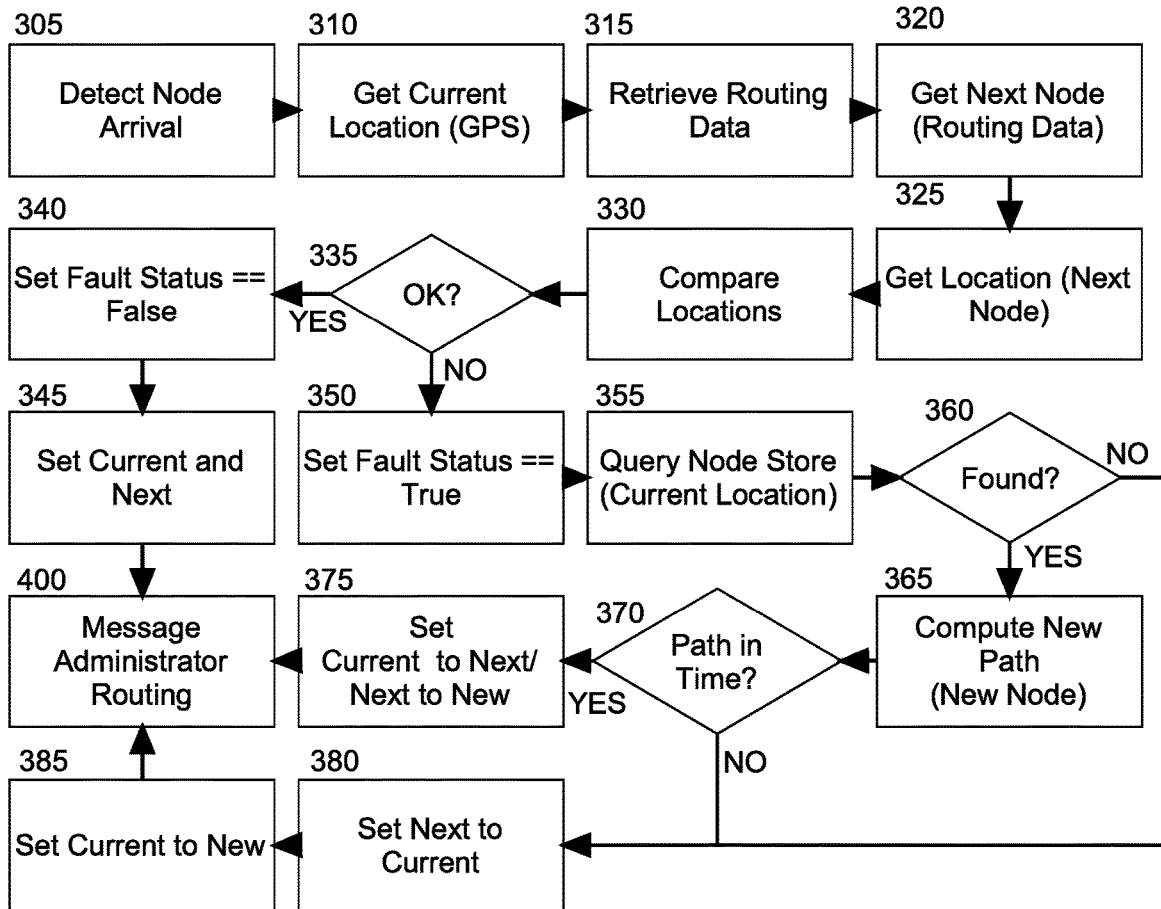 305
Detect Node
Arrival
310
Get Current
Location (GPS)
315
Retrieve Routing
Data
320
Get Next Node
(Routing Data)
325
Get Location (Next
Node)
330
Compare
Locations
335
OK?
YES
NO
340
Set Fault Status ==
False
345
Set Current and
Next
350
Set Fault Status ==
True
355
Query Node Store
(Current Location)
360
Found?
NO
YES
365
Compute New
Path
(New Node)
370
Path in
Time?
YES
NO
375
Set
Current to Next/
Next to New
400
Message
Administrator
Routing
380
Set Next to
Current
385
Set Current to New